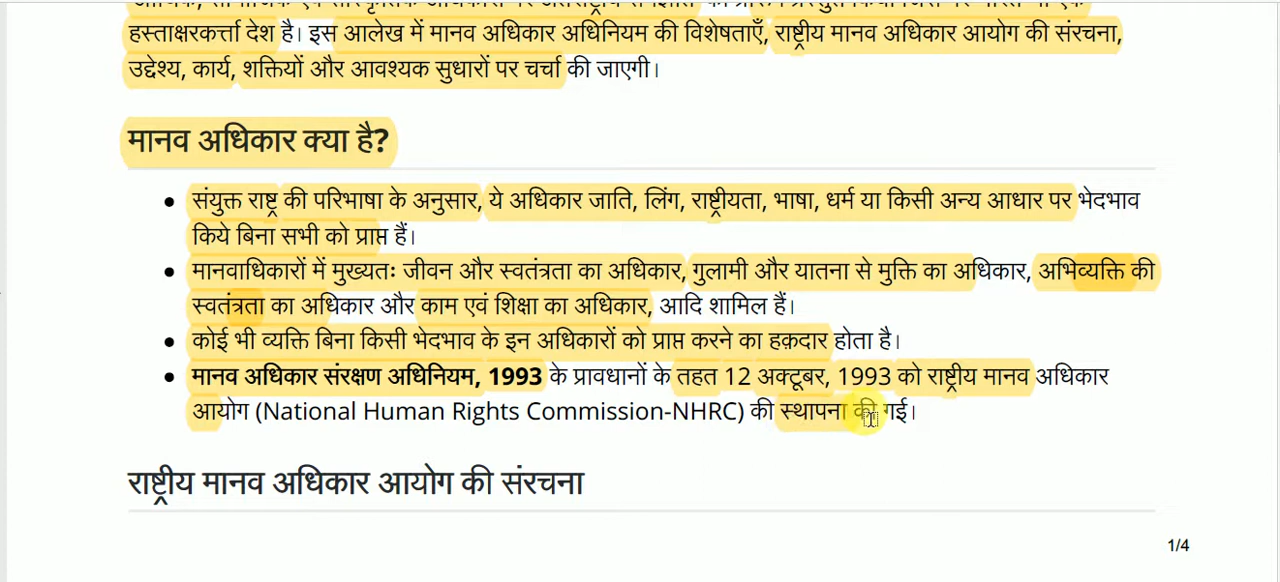 हस्ताक्षरकर्त्ता देश है। इस आलेख में मानव अधिकार अधिनियम की विशेषताएँ, राष्ट्रीय मानव अधिकार आयोग की संरचना,
उद्देश्य, कार्य, शक्तियों और आवश्यक सुधारों पर चर्चा की जाएगी।
मानव अधिकार क्या है?
• संयुक्त राष्ट्र की परिभाषा के अनुसार, ये अधिकार जाति, लिंग, राष्ट्रीयता, भाषा, धर्म या किसी अन्य आधार पर भेदभाव
किये बिना सभी को प्राप्त हैं।
• मानवाधिकारों में मुख्यतः जीवन और स्वतंत्रता का अधिकार, गुलामी और यातना से मुक्ति का अधिकार, अभिव्यक्ति की
स्वतंत्रता का अधिकार और काम एवं शिक्षा का अधिकार, आदि शामिल हैं।
• कोई भी व्यक्ति बिना किसी भेदभाव के इन अधिकारों को प्राप्त करने का हक़दार होता है।
• मानव अधिकार संरक्षण अधिनियम, 1993 के प्रावधानों के तहत 12 अक्टूबर, 1993 को राष्ट्रीय मानव अधिकार
आयोग (National Human Rights Commission-NHRC) की स्थापना की गई।
राष्ट्रीय मानव अधिकार आयोग की संरचना
1/4